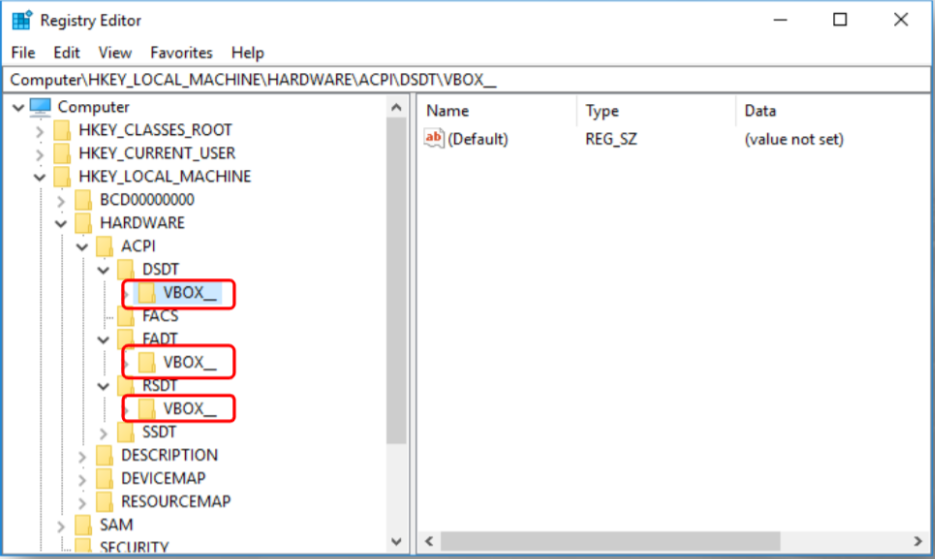 Registry Editor
File Edit View Favorites Help
Computer\HKEY_LOCAL_MACHINE\HARDWARE\ACPI\DSDT\VBOX__
Computer
HKEY_CLASSES_ROOT
HKEY_CURRENT_USER
HKEY_LOCAL_MACHINE
BCD00000000
HARDWARE
ACPI
DSDT
VBOX__
FACS
FADT
VBOX__
RSDT
VBOX__
SSDT
DESCRIPTION
DEVICEMAP
RESOURCEMAP
SAM
SECURITY
Name Type Data
ab (Default) REG_SZ (value not set)